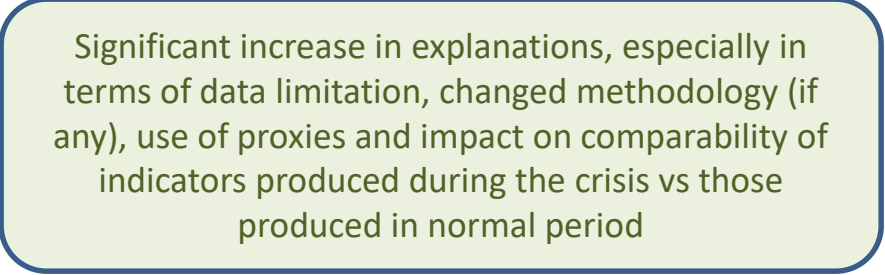 Significant increase in explanations, especially in
terms of data limitation, changed methodology (if
any), use of proxies and impact on comparability of
indicators produced during the crisis vs those
produced in normal period